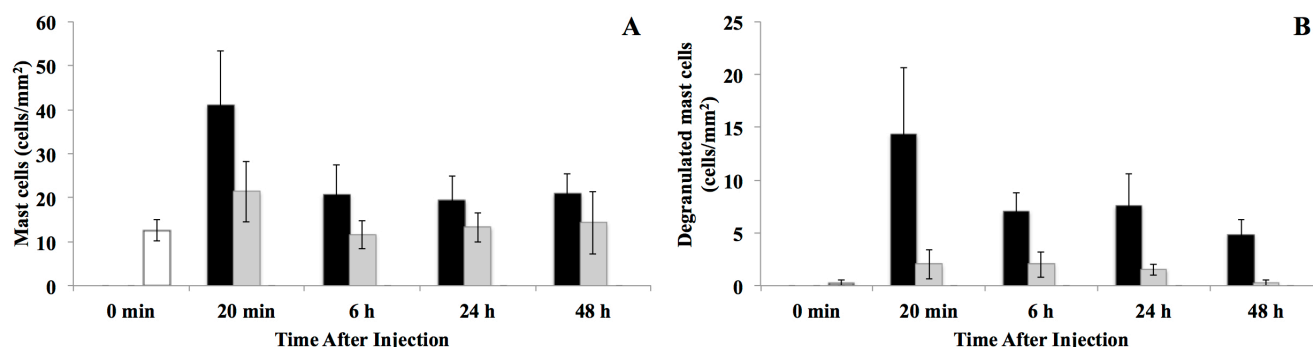 A
Mast cells (cells/mm²)
60
50
40
30
20
10
0
0 min
20 min
6 h
24 h
48 h
Time After Injection
B
Degranulated mast cells
(cells/mm²)
25
20
15
10
5
0
0 min
20 min
6 h
24 h
48 h
Time After Injection